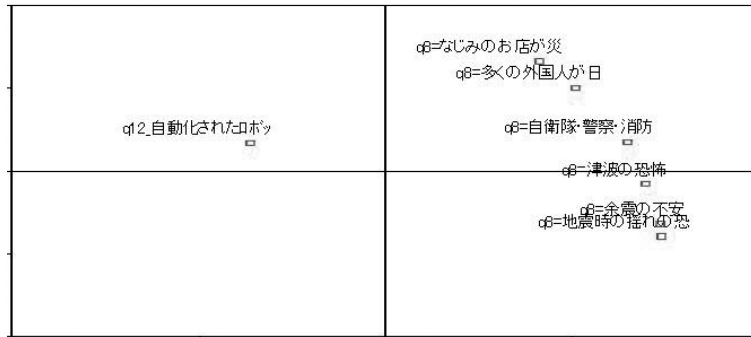 q8=なじみのお店が災
q8=多くの外国人が日
q12_自動化されたロボッ
q8=自衛隊・警察・消防
q8=津波の恐怖
q8=余震の不安
q8=地震時の揺れの恐